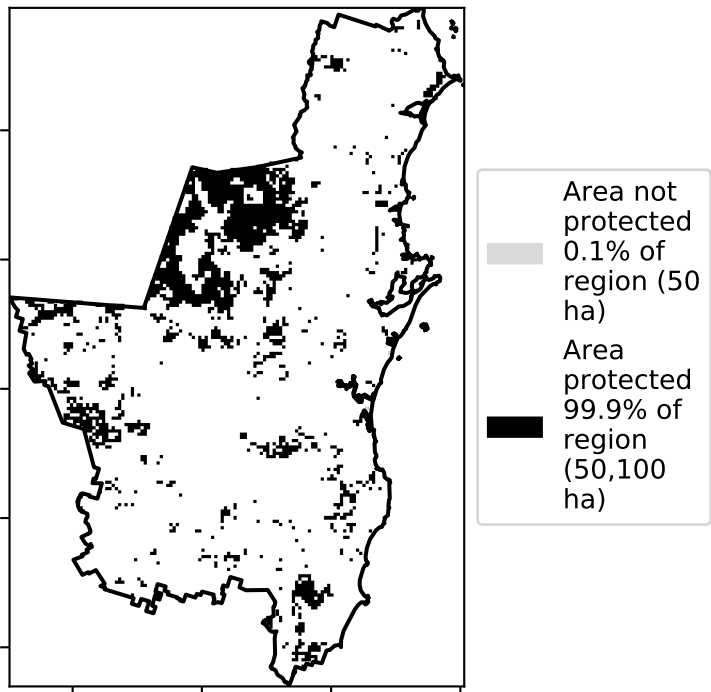 Area not
protected
0.1% of
region (50
ha)
Area
protected
99.9% of
region
(50,100
ha)